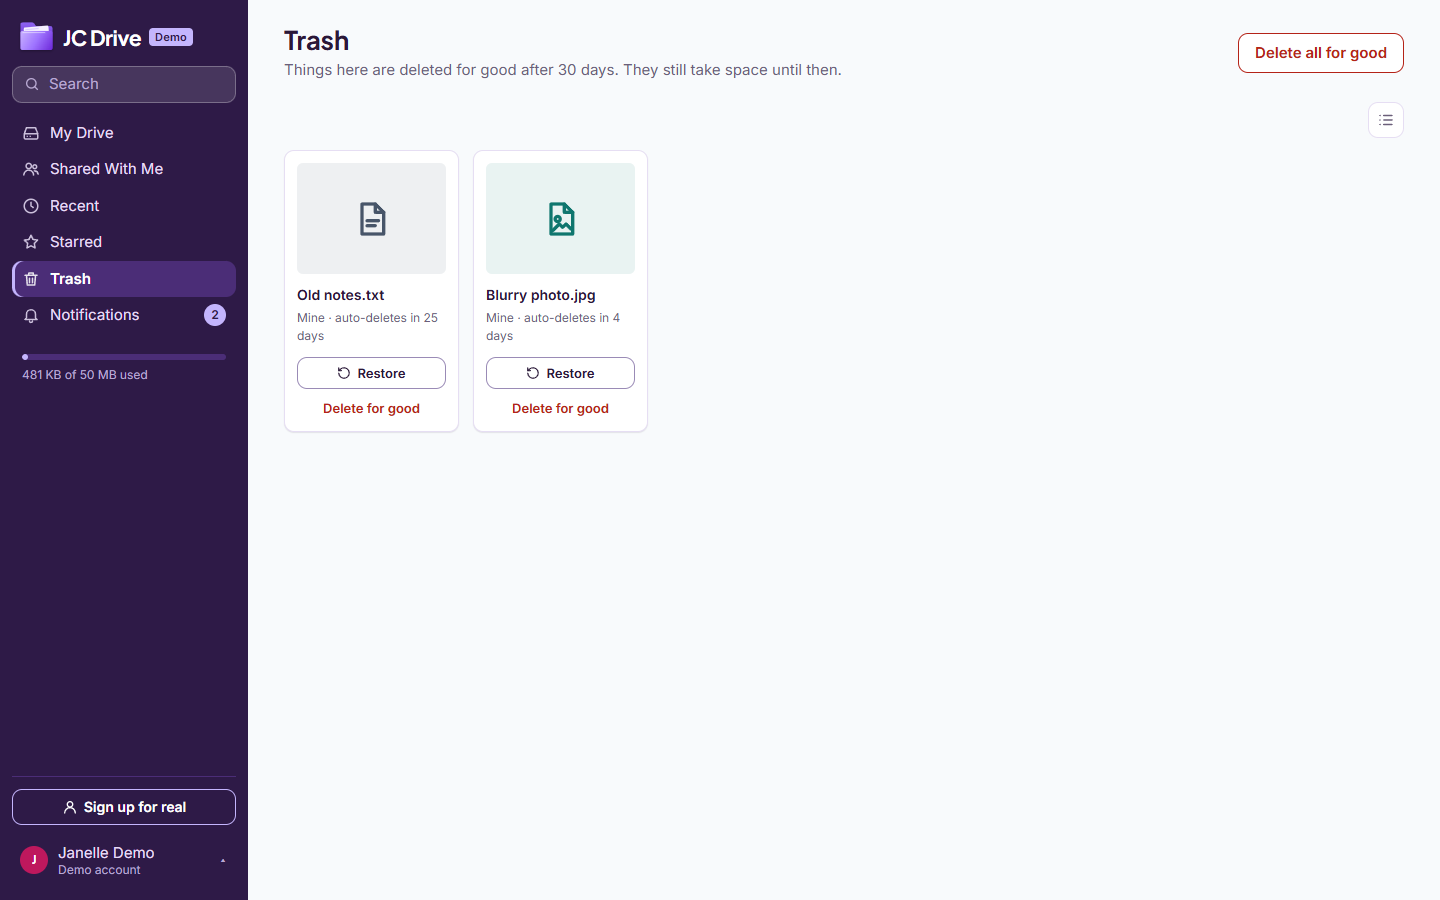 JC Drive Demo
Search
My Drive
Shared With Me
Recent
Starred
Trash
Notifications 2
481 KB of 50 MB used
Sign up for real
J
Janelle Demo
Demo account
Trash
Things here are deleted for good after 30 days. They still take space until then.
Delete all for good
Old notes.txt
Mine · auto-deletes in 25
days
Restore
Delete for good
Blurry photo.jpg
Mine · auto-deletes in 4
days
Restore
Delete for good